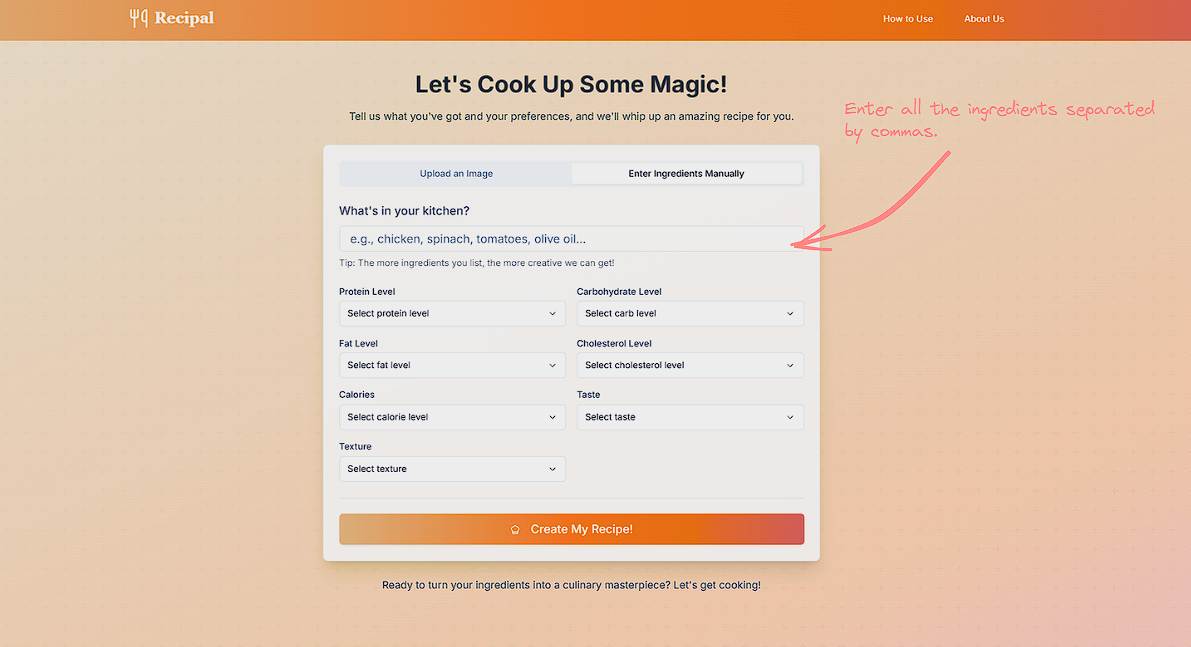 Recipal
How to Use
About Us
Let's Cook Up Some Magic!
Tell us what you've got and your preferences, and we'll whip up an amazing recipe for you.
Enter all the ingredients separated
by commas.
Upload an Image
Enter Ingredients Manually
What's in your kitchen?
e.g., chicken, spinach, tomatoes, olive oil...
Tip: The more ingredients you list, the more creative we can get!
Protein Level
Carbohydrate Level
Select protein level
Select carb level
Fat Level
Cholesterol Level
Select fat level
Select cholesterol level
Calories
Taste
Select calorie level
Select taste
Texture
Select texture
Create My Recipe!
Ready to turn your ingredients into a culinary masterpiece? Let's get cooking!